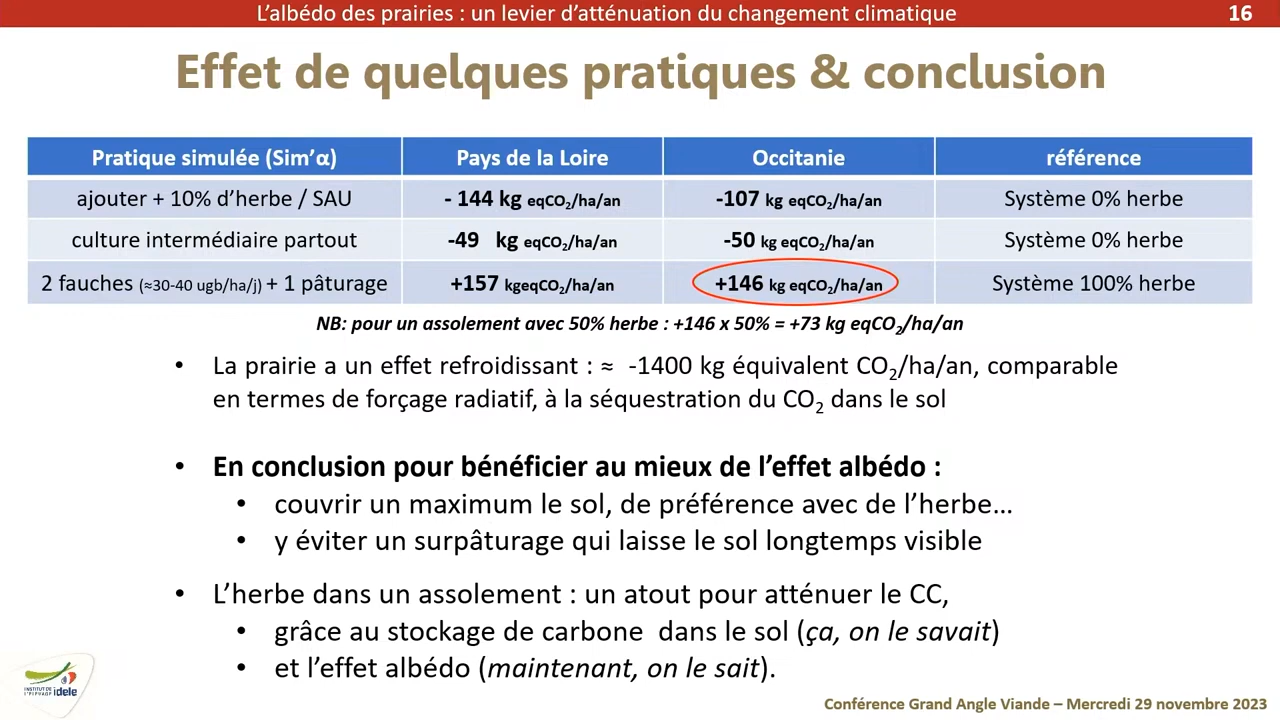 L’albédo des prairies : un levier d’atténuation du changement climatique 16
Effet de quelques pratiques & conclusion
Pratique simulée (Sim’α) Pays de la Loire Occitanie référence
ajouter + 10% d’herbe / SAU - 144 kg eqCO₂/ha/an -107 kg eqCO₂/ha/an Système 0% herbe
culture intermédiaire partout -49 kg eqCO₂/ha/an -50 kg eqCO₂/ha/an Système 0% herbe
2 fauches (≈30-40 ugb/ha/j) + 1 pâturage +157 kgeqCO₂/ha/an +146 kg eqCO₂/ha/an Système 100% herbe
NB: pour un assolement avec 50% herbe : +146 x 50% = +73 kg eqCO₂/ha/an
• La prairie a un effet refroidissant : ≈ -1400 kg équivalent CO₂/ha/an, comparable
en termes de forçage radiatif, à la séquestration du CO₂ dans le sol
• En conclusion pour bénéficier au mieux de l’effet albédo :
• couvrir un maximum le sol, de préférence avec de l’herbe…
• y éviter un surpâturage qui laisse le sol longtemps visible
• L’herbe dans un assolement : un atout pour atténuer le CC,
• grâce au stockage de carbone dans le sol (ça, on le savait)
• et l’effet albédo (maintenant, on le sait).
INSTITUT DE
L’ÉLEVAGE idele
Conférence Grand Angle Viande – Mercredi 29 novembre 2023